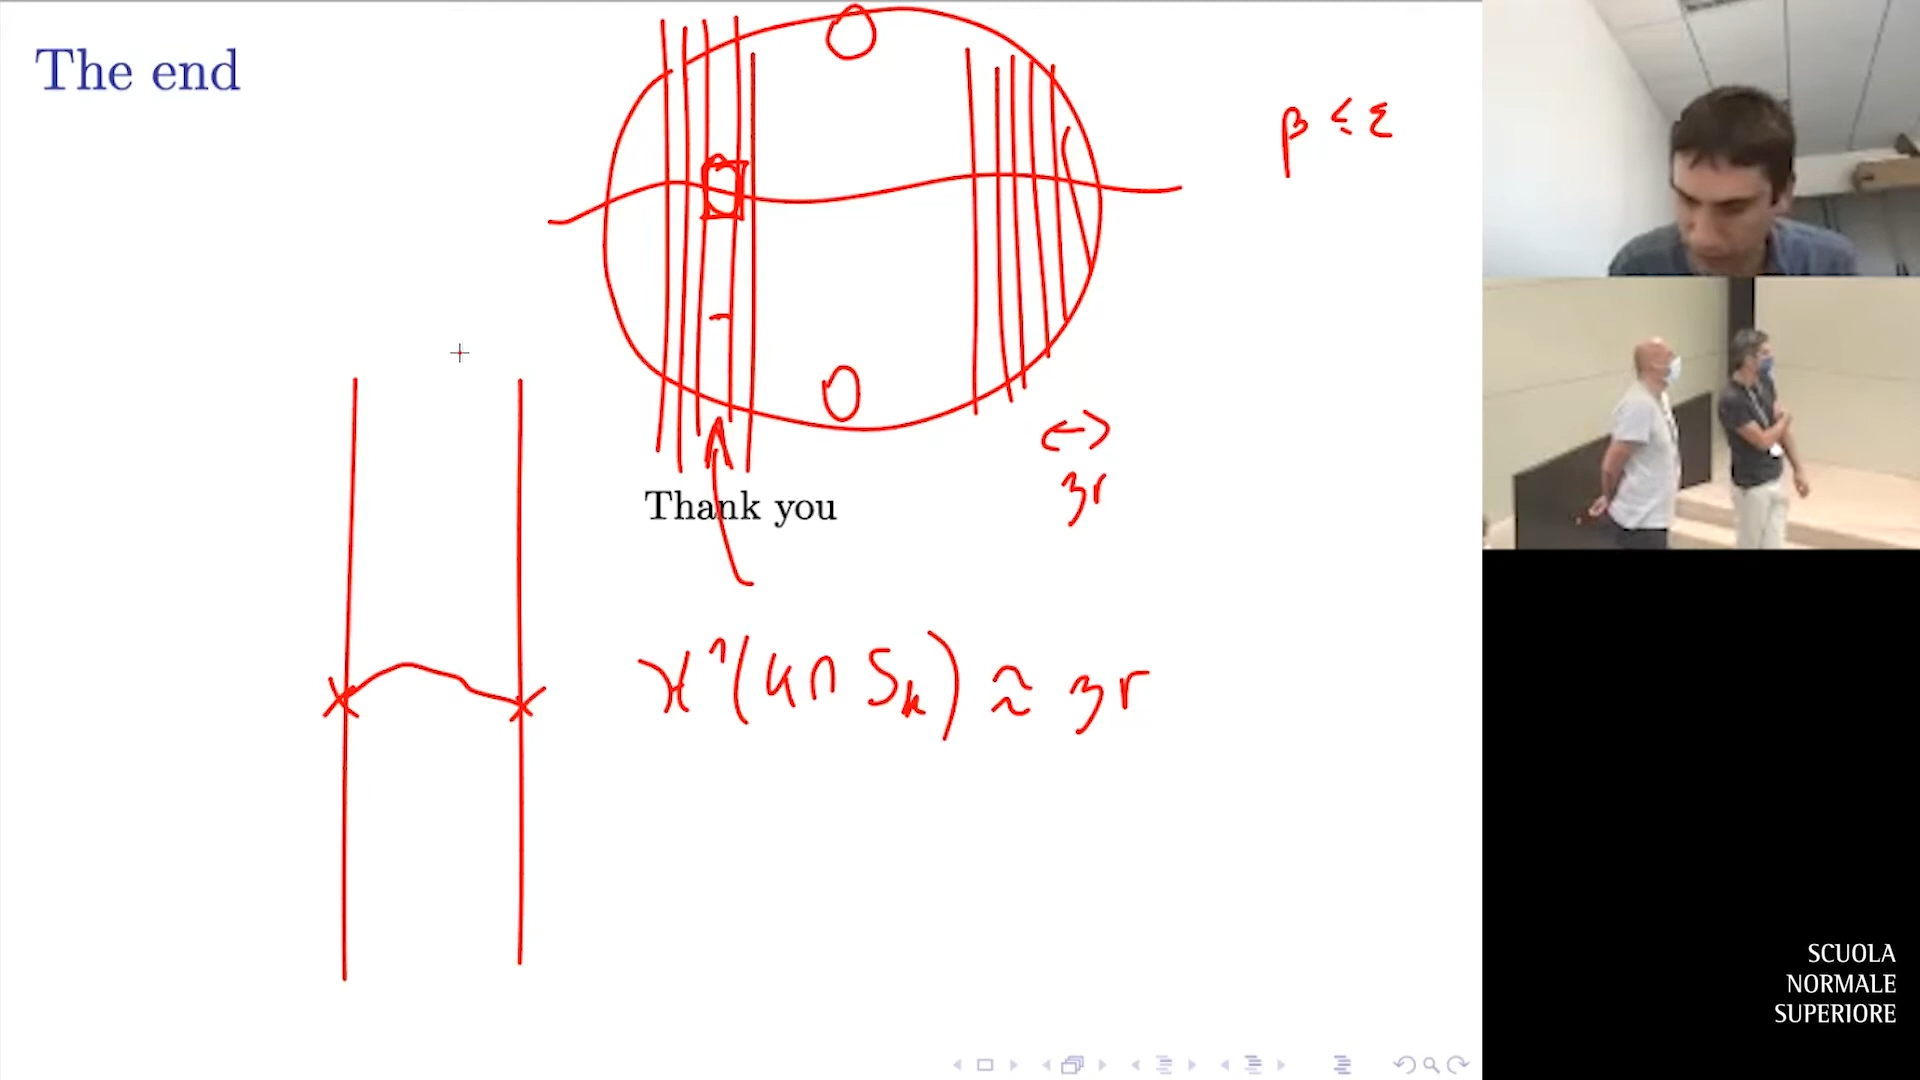 The end
β ≤ ε
3r
Thank you
H¹(K∩S_k) ≈ 3r
SCUOLA
NORMALE
SUPERIORE